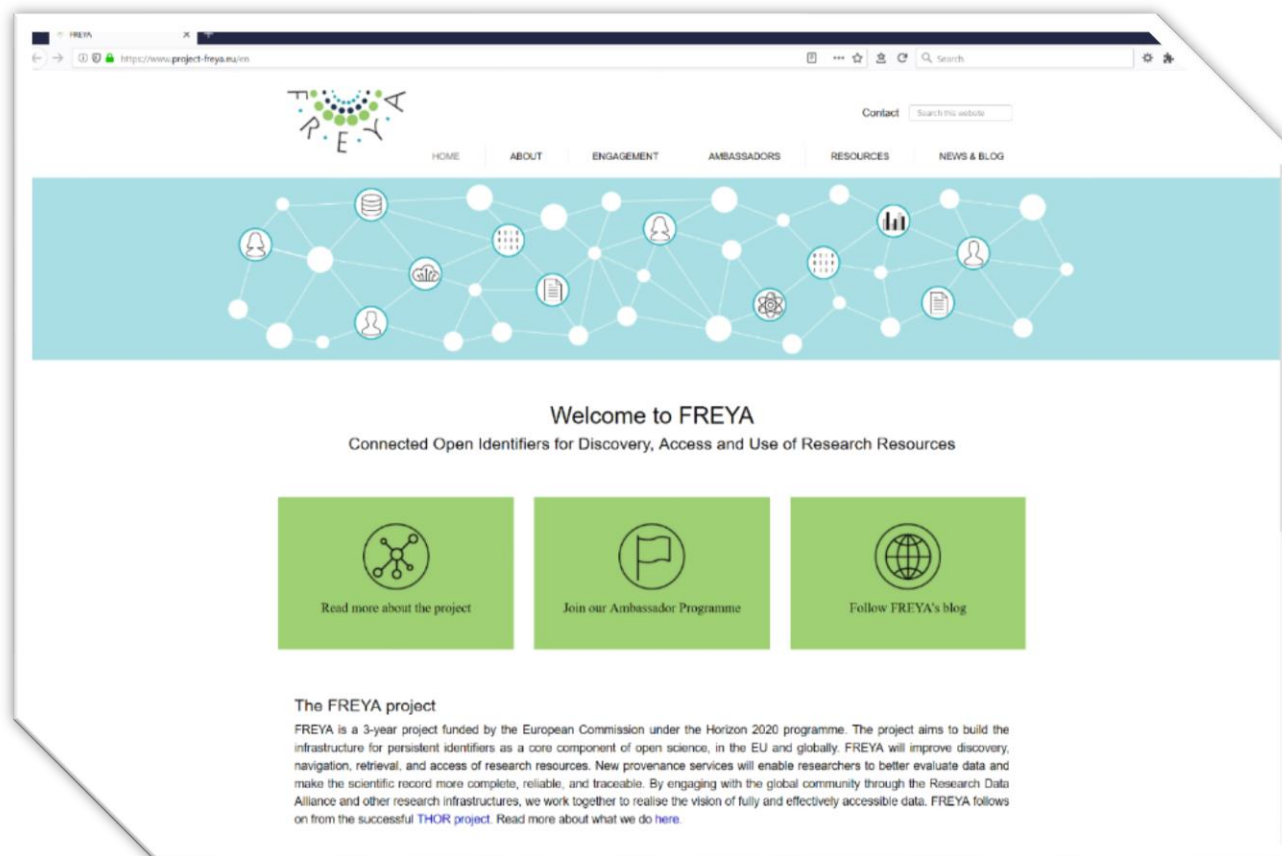 FREYA
https://www.project-freya.eu/en
Search
F·R·E·Y·A
Contact
Search this website
HOME ABOUT ENGAGEMENT AMBASSADORS RESOURCES NEWS & BLOG
Welcome to FREYA
Connected Open Identifiers for Discovery, Access and Use of Research Resources
Read more about the project
Join our Ambassador Programme
Follow FREYA's blog
The FREYA project
FREYA is a 3-year project funded by the European Commission under the Horizon 2020 programme. The project aims to build the
infrastructure for persistent identifiers as a core component of open science, in the EU and globally. FREYA will improve discovery,
navigation, retrieval, and access of research resources. New provenance services will enable researchers to better evaluate data and
make the scientific record more complete, reliable, and traceable. By engaging with the global community through the Research Data
Alliance and other research infrastructures, we work together to realise the vision of fully and effectively accessible data. FREYA follows
on from the successful THOR project. Read more about what we do here.